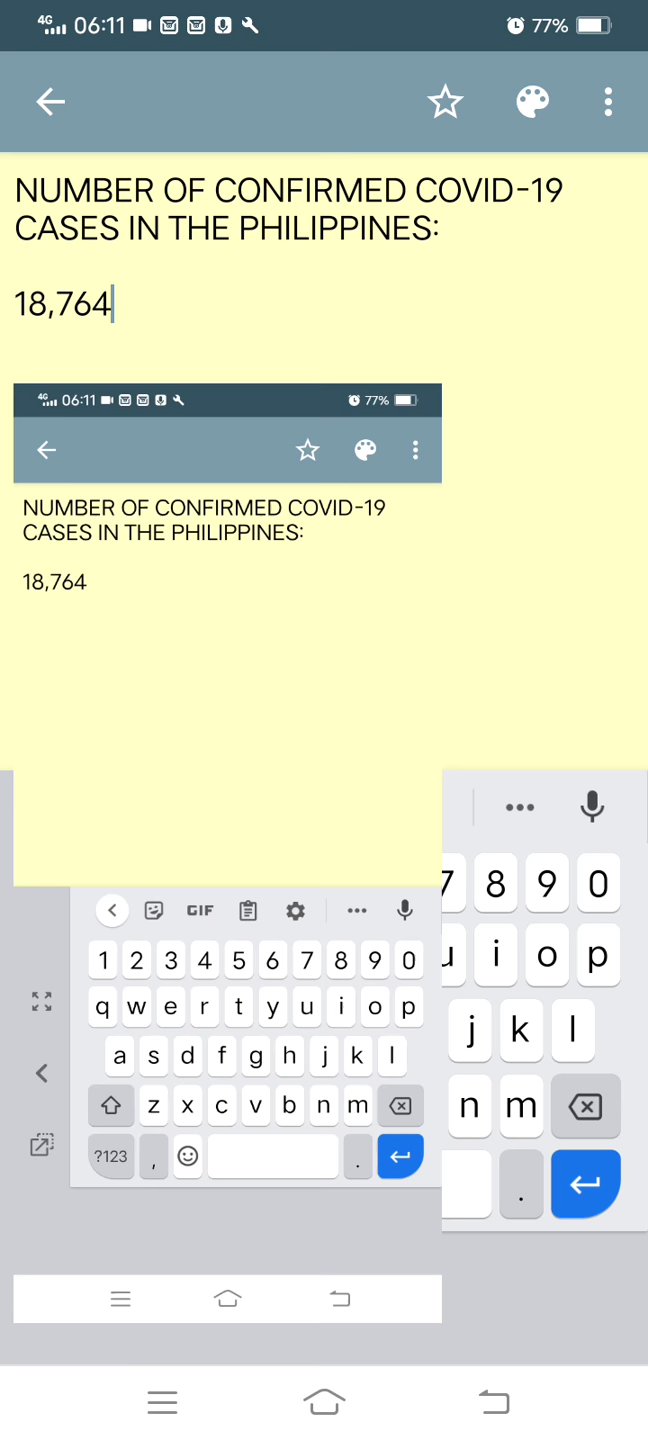 4G 06:11 77%
NUMBER OF CONFIRMED COVID-19
CASES IN THE PHILIPPINES:
18,764
4G 06:11 77%
NUMBER OF CONFIRMED COVID-19
CASES IN THE PHILIPPINES:
18,764
GIF
1 2 3 4 5 6 7 8 9 0
q w e r t y u i o p
a s d f g h j k l
z x c v b n m
?123 , .
7 8 9 0
u i o p
j k l
n m
.